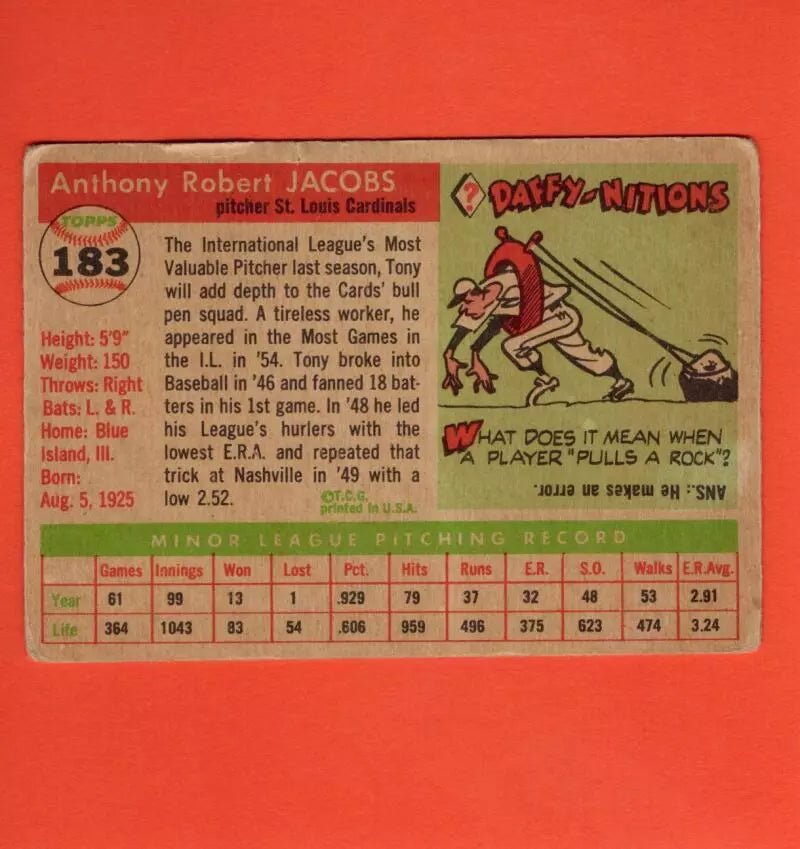 Anthony Robert JACOBS
pitcher St. Louis Cardinals
TOPPS
183
Height: 5'9"
Weight: 150
Throws: Right
Bats: L. & R.
Home: Blue
Island, Ill.
Born:
Aug. 5, 1925
The International League's Most
Valuable Pitcher last season, Tony
will add depth to the Cards' bull
pen squad. A tireless worker, he
appeared in the Most Games in
the I.L. in '54. Tony broke into
Baseball in '46 and fanned 18 bat-
ters in his 1st game. In '48 he led
his League's hurlers with the
lowest E.R.A. and repeated that
trick at Nashville in '49 with a
low 2.52.
©T.C.G.
printed in U.S.A.
? DAFFY-NITIONS
WHAT DOES IT MEAN WHEN
A PLAYER "PULLS A ROCK"?
ANS.: He makes an error.
MINOR LEAGUE PITCHING RECORD
Games Innings Won Lost Pct. Hits Runs E.R. S.O. Walks E.R.Avg.
Year 61 99 13 1 .929 79 37 32 48 53 2.91
Life 364 1043 83 54 .606 959 496 375 623 474 3.24